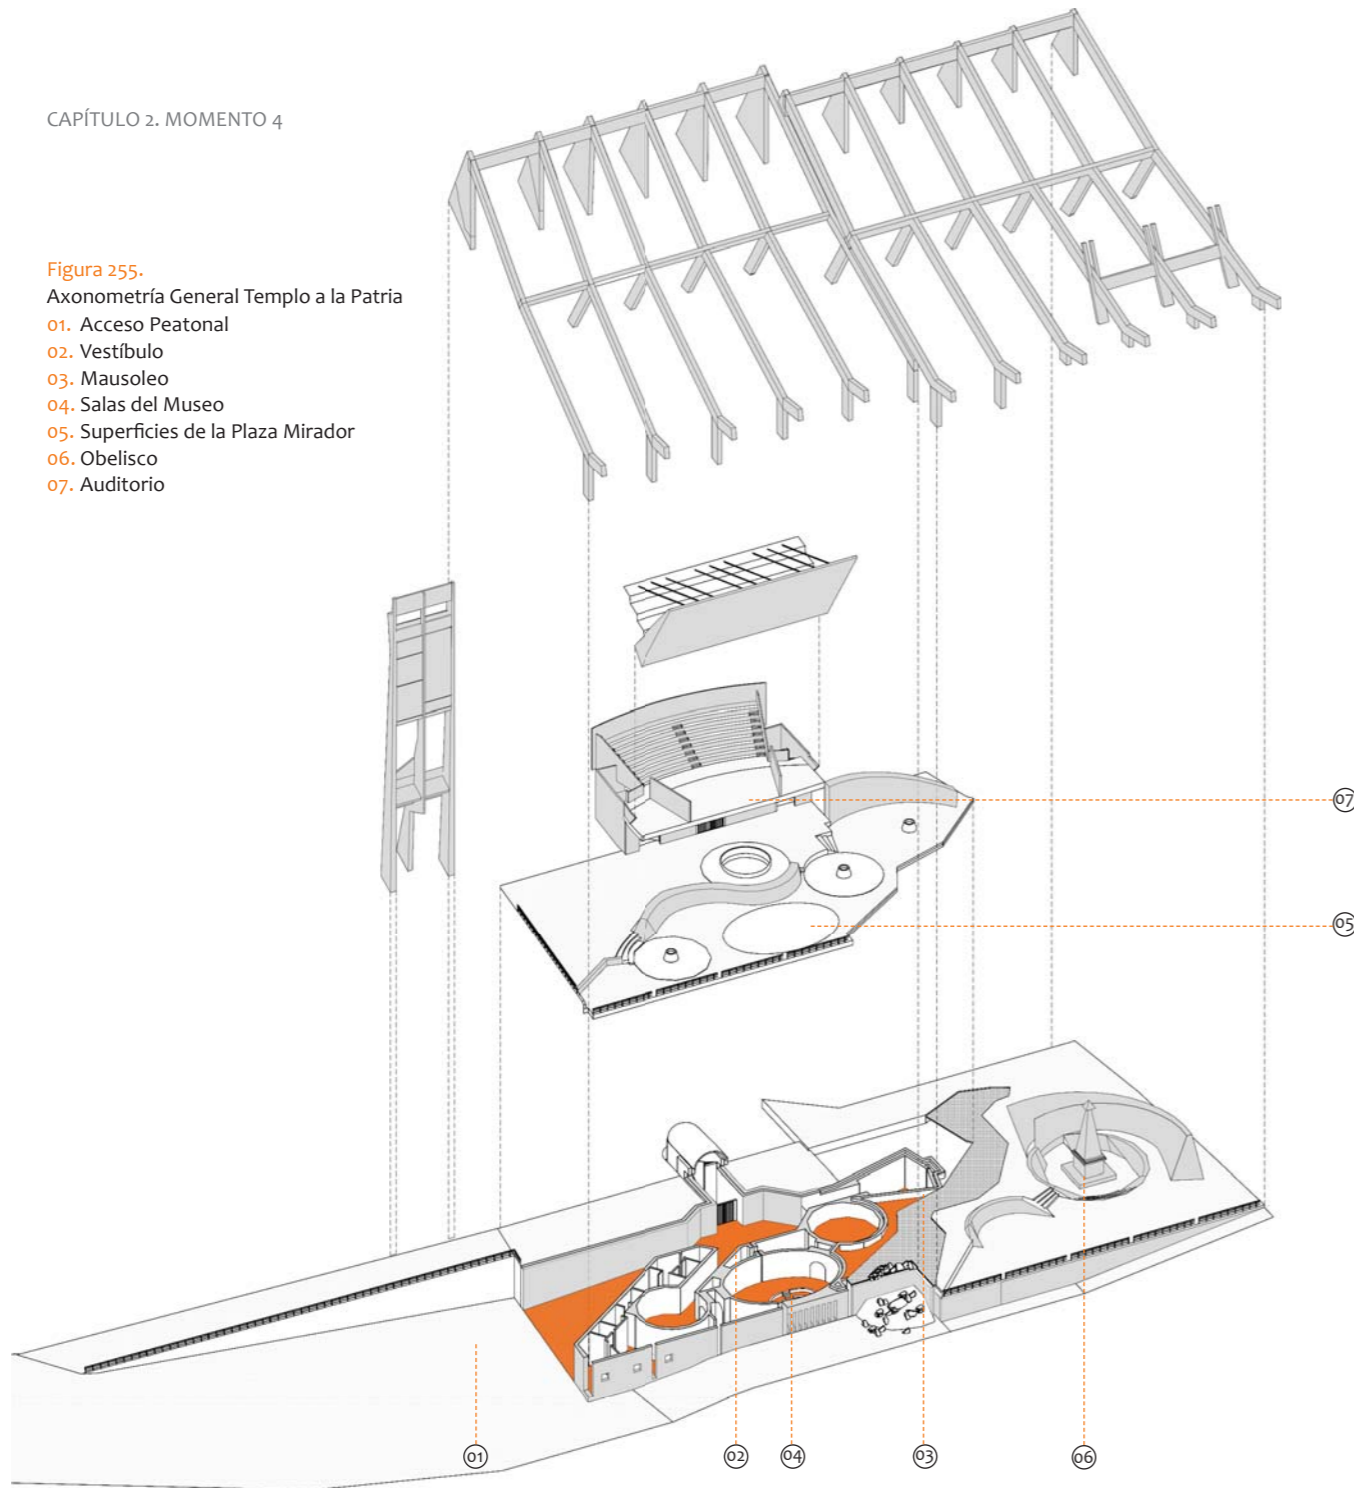 CAPÍTULO 2. MOMENTO 4
Figura 255.
Axonometría General Templo a la Patria
01. Acceso Peatonal
02. Vestíbulo
03. Mausoleo
04. Salas del Museo
05. Superficies de la Plaza Mirador
06. Obelisco
07. Auditorio
07
05
01
02
04
03
06